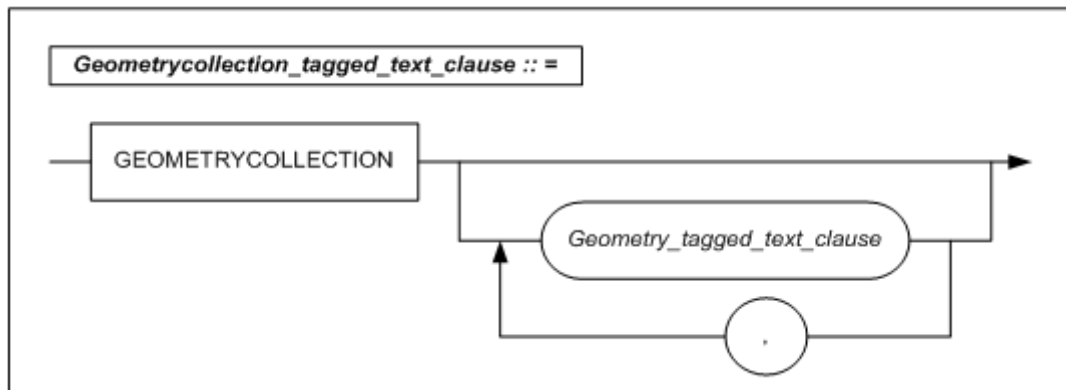 Geometrycollection_tagged_text_clause :: =
GEOMETRYCOLLECTION
Geometry_tagged_text_clause
,